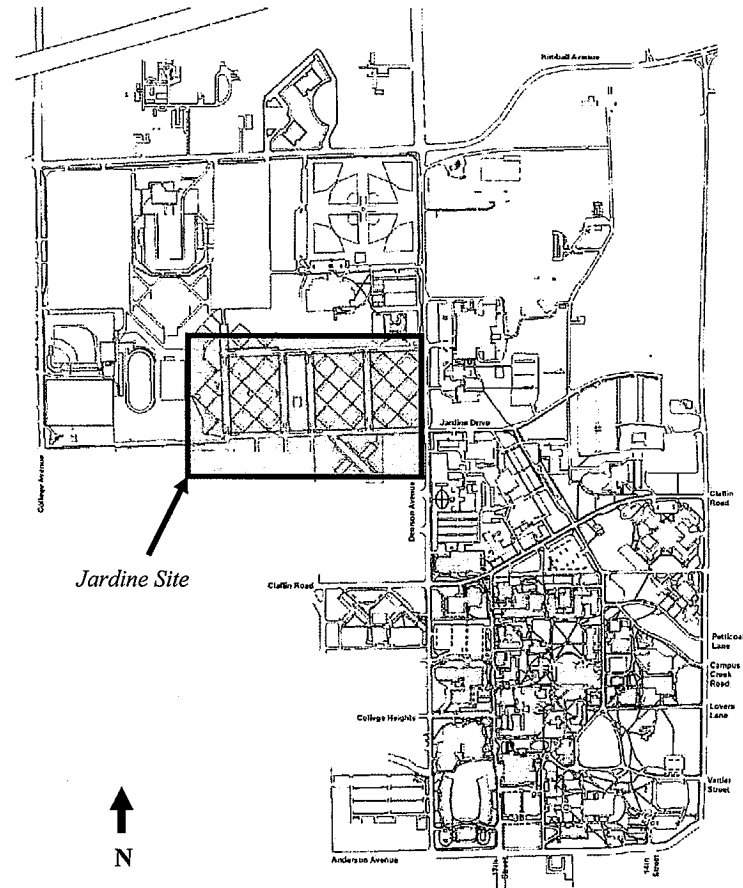 Kimball Avenue
College Avenue
Jardine Drive
Denison Avenue
Claflin
Road
Jardine Site
Claflin Road
Petticoat
Lane
Campus
Creek
Road
Lovers
Lane
College Heights
Vattier
Street
N
Anderson Avenue
17th
Street
14th
Street